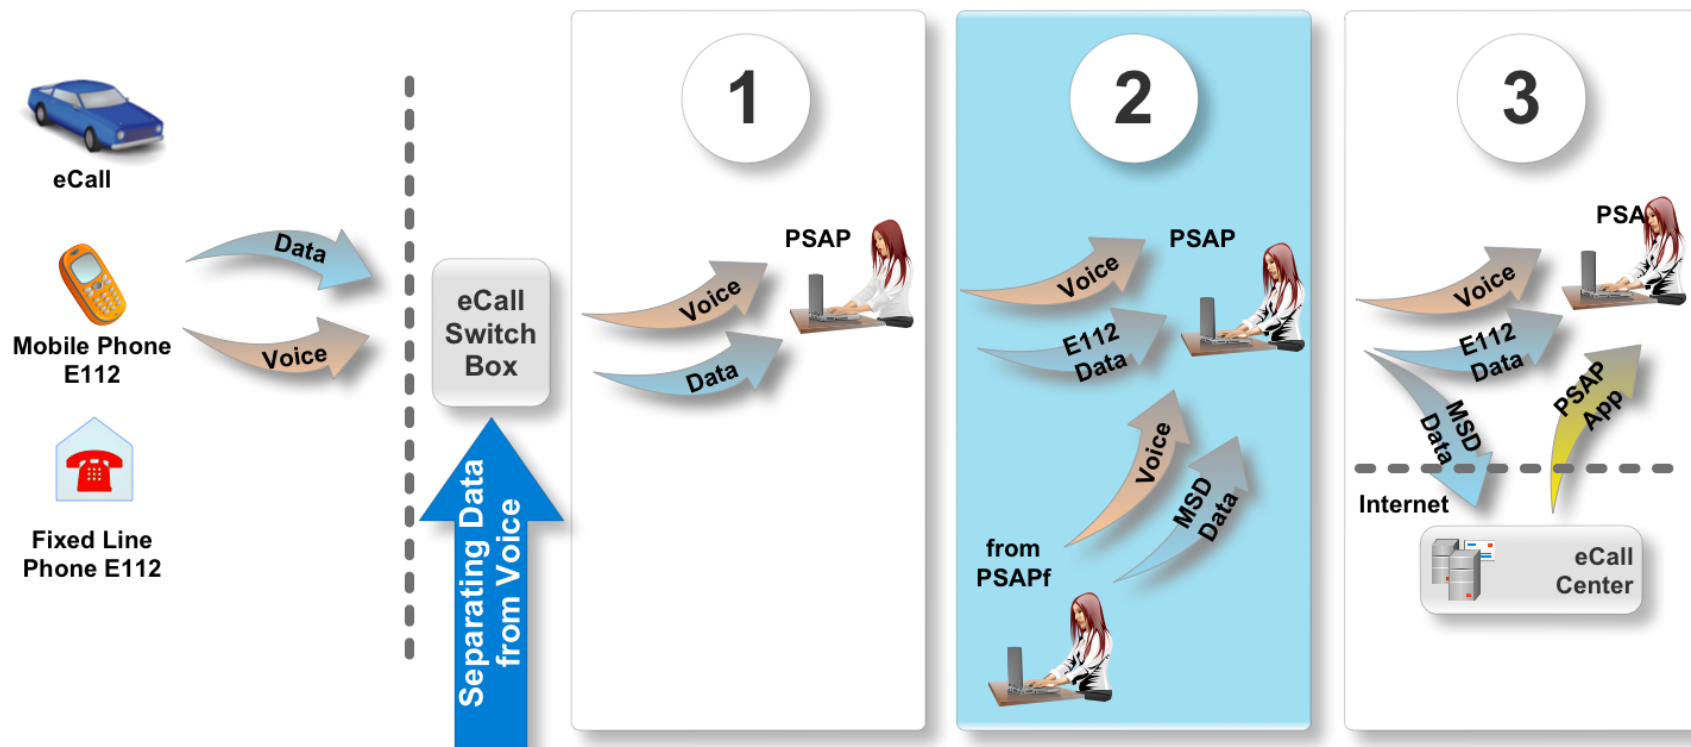 eCall
Mobile Phone
E112
Fixed Line
Phone E112
Data
Voice
eCall
Switch
Box
Separating Data
from Voice
1
PSAP
Voice
Data
2
PSAP
Voice
E112
Data
Voice
MSD
Data
from
PSAPf
3
PSA
Voice
E112
Data
MSD
Data
PSAP
App
Internet
eCall
Center